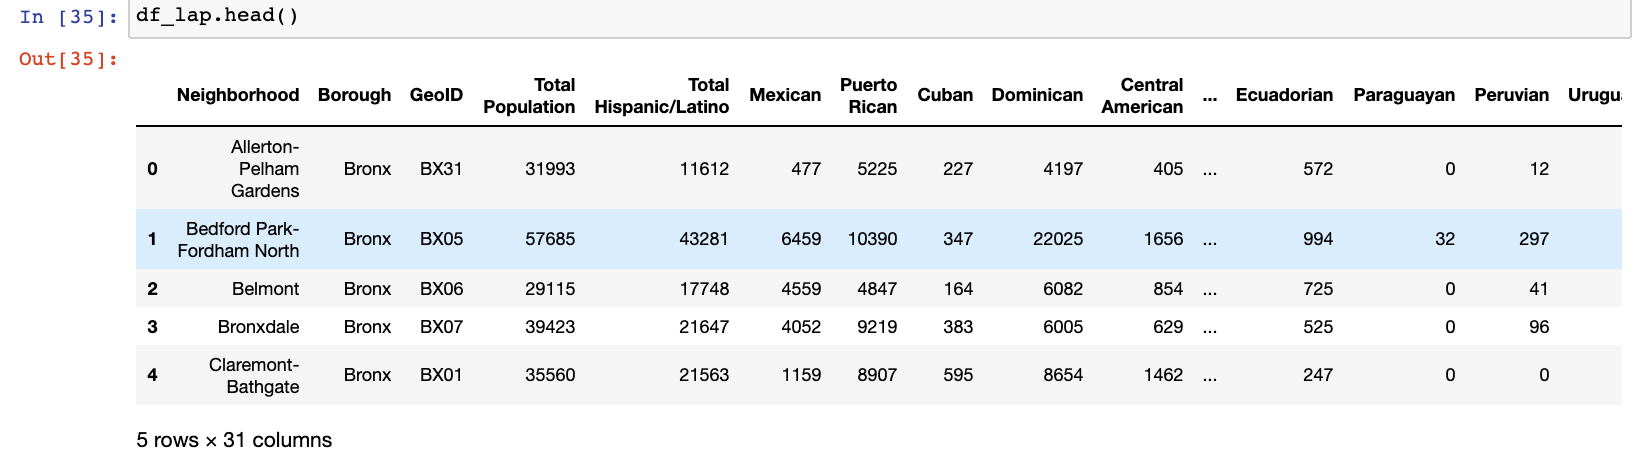 In [35]: df_lap.head()
Out[35]:
Neighborhood Borough GeoID Total Population Total Hispanic/Latino Mexican Puerto Rican Cuban Dominican Central American ... Ecuadorian Paraguayan Peruvian
0 Allerton-Pelham Gardens Bronx BX31 31993 11612 477 5225 227 4197 405 ... 572 0 12
1 Bedford Park-Fordham North Bronx BX05 57685 43281 6459 10390 347 22025 1656 ... 994 32 297
2 Belmont Bronx BX06 29115 17748 4559 4847 164 6082 854 ... 725 0 41
3 Bronxdale Bronx BX07 39423 21647 4052 9219 383 6005 629 ... 525 0 96
4 Claremont-Bathgate Bronx BX01 35560 21563 1159 8907 595 8654 1462 ... 247 0 0
5 rows × 31 columns